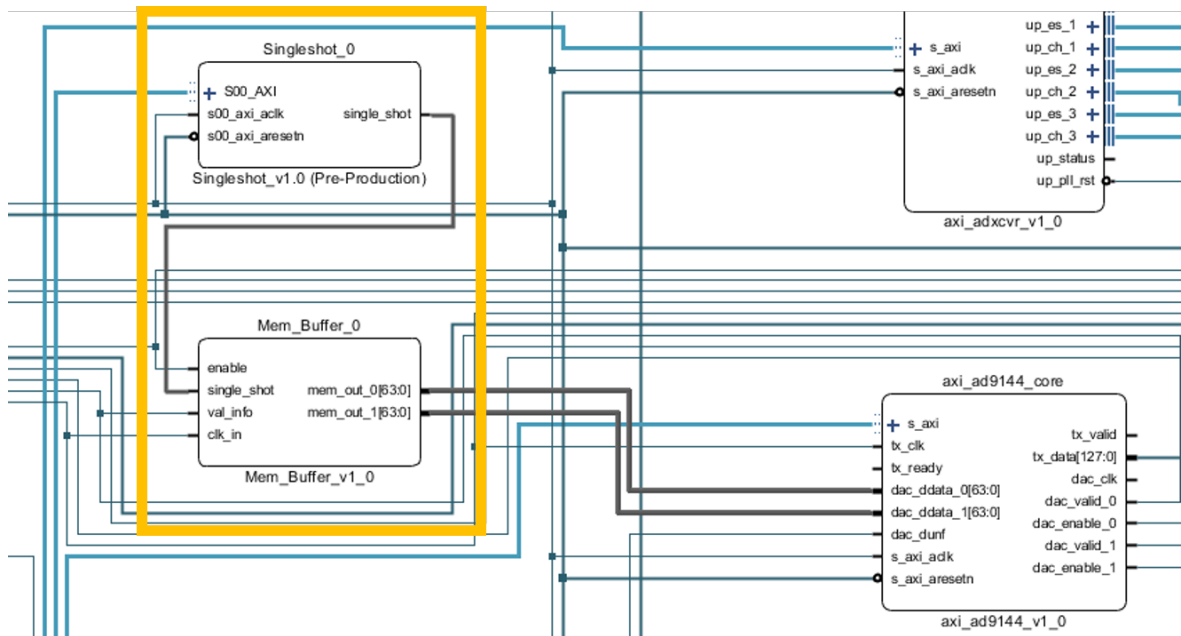 Singleshot_0
S00_AXI
s00_axi_aclk
s00_axi_aresetn
single_shot
Singleshot_v1.0 (Pre-Production)
Mem_Buffer_0
enable
single_shot
val_info
clk_in
mem_out_0[63:0]
mem_out_1[63:0]
Mem_Buffer_v1_0
s_axi
s_axi_aclk
s_axi_aresetn
up_es_1
up_ch_1
up_es_2
up_ch_2
up_es_3
up_ch_3
up_status
up_pll_rst
axi_adxcvr_v1_0
axi_ad9144_core
s_axi
tx_clk
tx_ready
dac_ddata_0[63:0]
dac_ddata_1[63:0]
dac_dunf
s_axi_aclk
s_axi_aresetn
tx_valid
tx_data[127:0]
dac_clk
dac_valid_0
dac_enable_0
dac_valid_1
dac_enable_1
axi_ad9144_v1_0